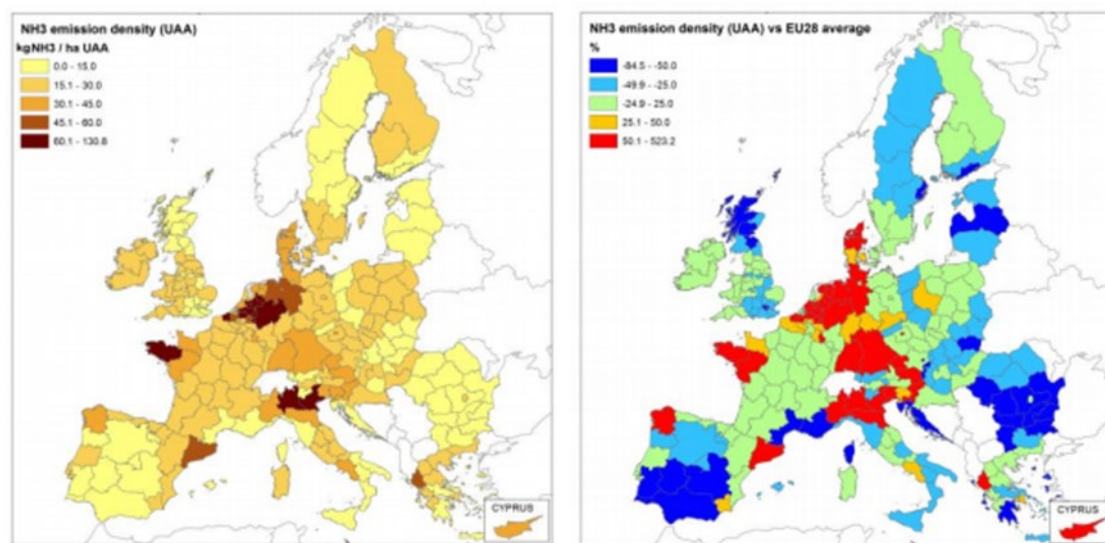 NH3 emission density (UAA)
kgNH3 / ha UAA
0.0 - 15.0
15.1 - 30.0
30.1 - 45.0
45.1 - 60.0
60.1 - 130.8
CYPRUS
NH3 emission density (UAA) vs EU28 average
%
-84.5 - -50.0
-49.9 - -25.0
-24.9 - 25.0
25.1 - 50.0
50.1 - 523.2
CYPRUS